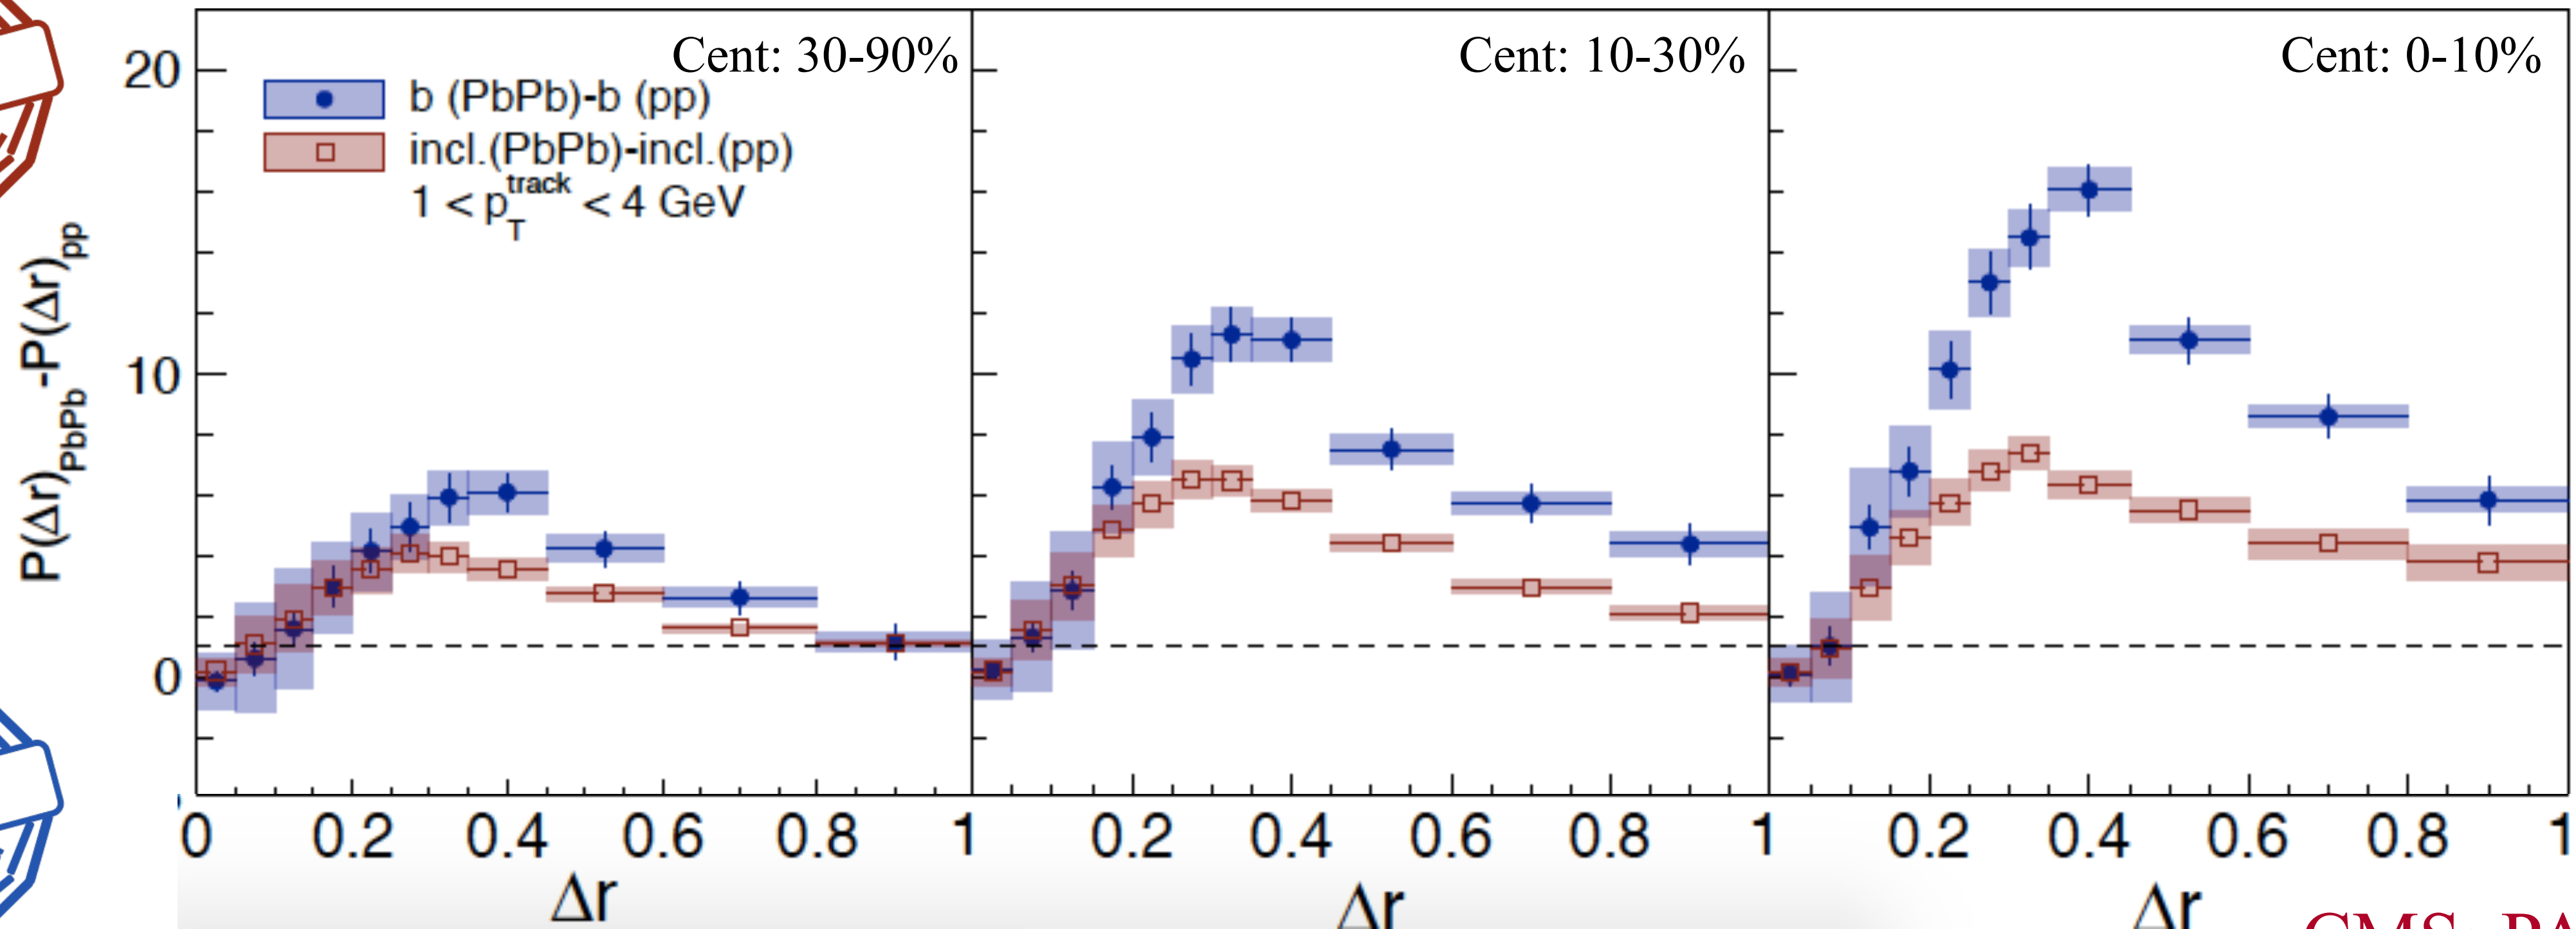 Cent: 30-90%
Cent: 10-30%
Cent: 0-10%
20
b (PbPb)-b (pp)
incl.(PbPb)-incl.(pp)
1 < p_T^track < 4 GeV
P(Δr)_PbPb -P(Δr)_pp
10
0
0 0.2 0.4 0.6 0.8 1 0.2 0.4 0.6 0.8 1 0.2 0.4 0.6 0.8 1
Δr Δr Δr